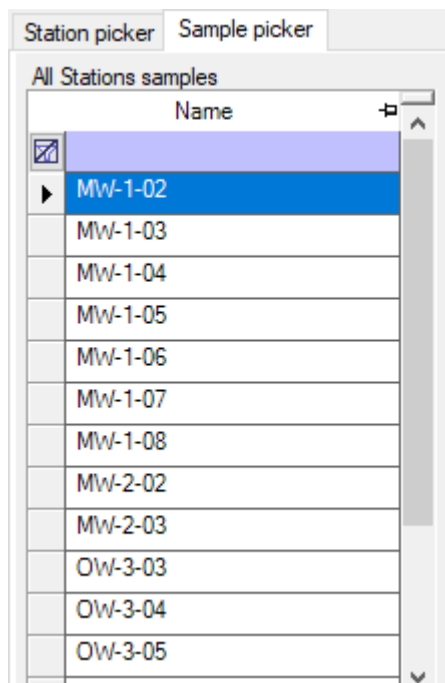 Station picker Sample picker
All Stations samples
Name
MW-1-02
MW-1-03
MW-1-04
MW-1-05
MW-1-06
MW-1-07
MW-1-08
MW-2-02
MW-2-03
OW-3-03
OW-3-04
OW-3-05